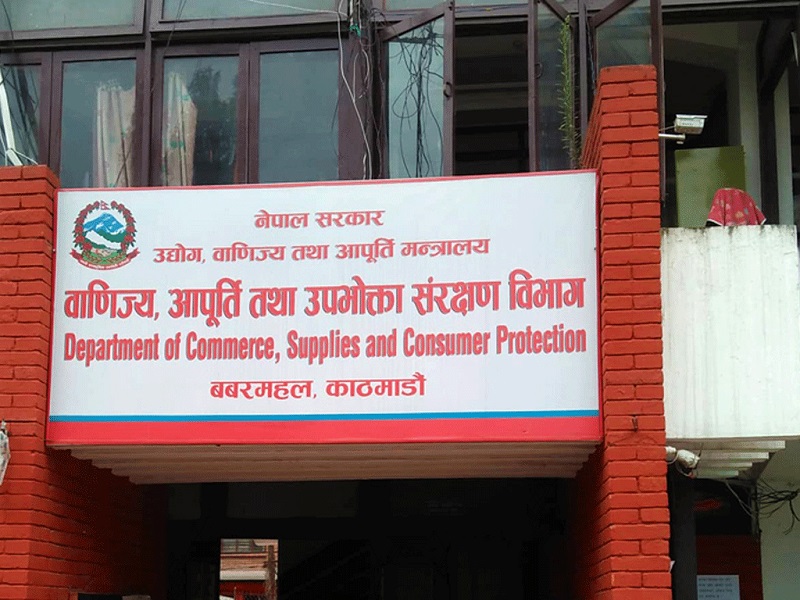 नेपाल सरकार
उद्योग, वाणिज्य तथा आपूर्ति मन्त्रालय
वाणिज्य, आपूर्ति तथा उपभोक्ता संरक्षण विभाग
Department of Commerce, Supplies and Consumer Protection
बबरमहल, काठमाडौं